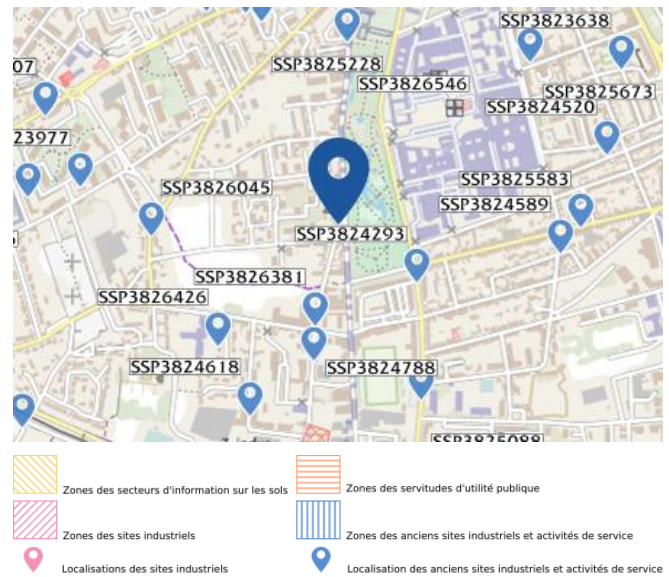 SSP3823638
SSP3825228
07
SSP3826546
SSP3825673
SSP3824520
23977
SSP3825583
SSP3826045
SSP3824589
SSP3824293
SSP3826381
SSP3826426
SSP3824618
SSP3824788
SSP3825088
Zones des secteurs d'information sur les sols
Zones des servitudes d'utilité publique
Zones des sites industriels
Zones des anciens sites industriels et activités de service
Localisations des sites industriels
Localisation des anciens sites industriels et activités de service